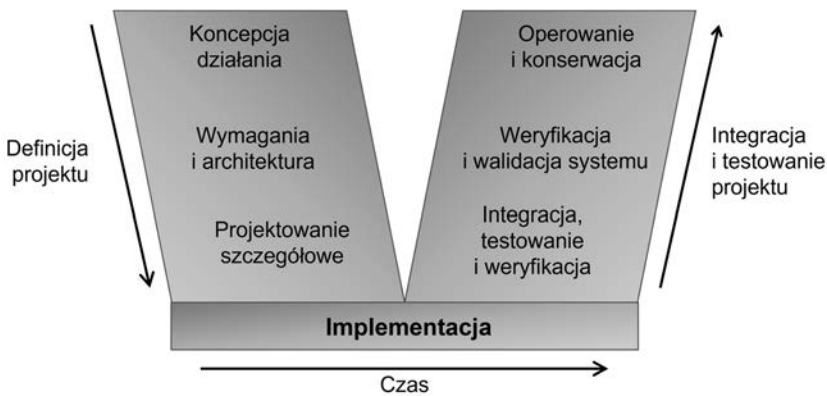 Koncepcja
działania
Operowanie
i konserwacja
Definicja
projektu
Wymagania
i architektura
Weryfikacja
i walidacja systemu
Integracja
i testowanie
projektu
Projektowanie
szczegółowe
Integracja,
testowanie
i weryfikacja
Implementacja
Czas